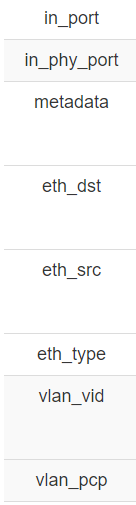 in_port
in_phy_port
metadata
eth_dst
eth_src
eth_type
vlan_vid
vlan_pcp